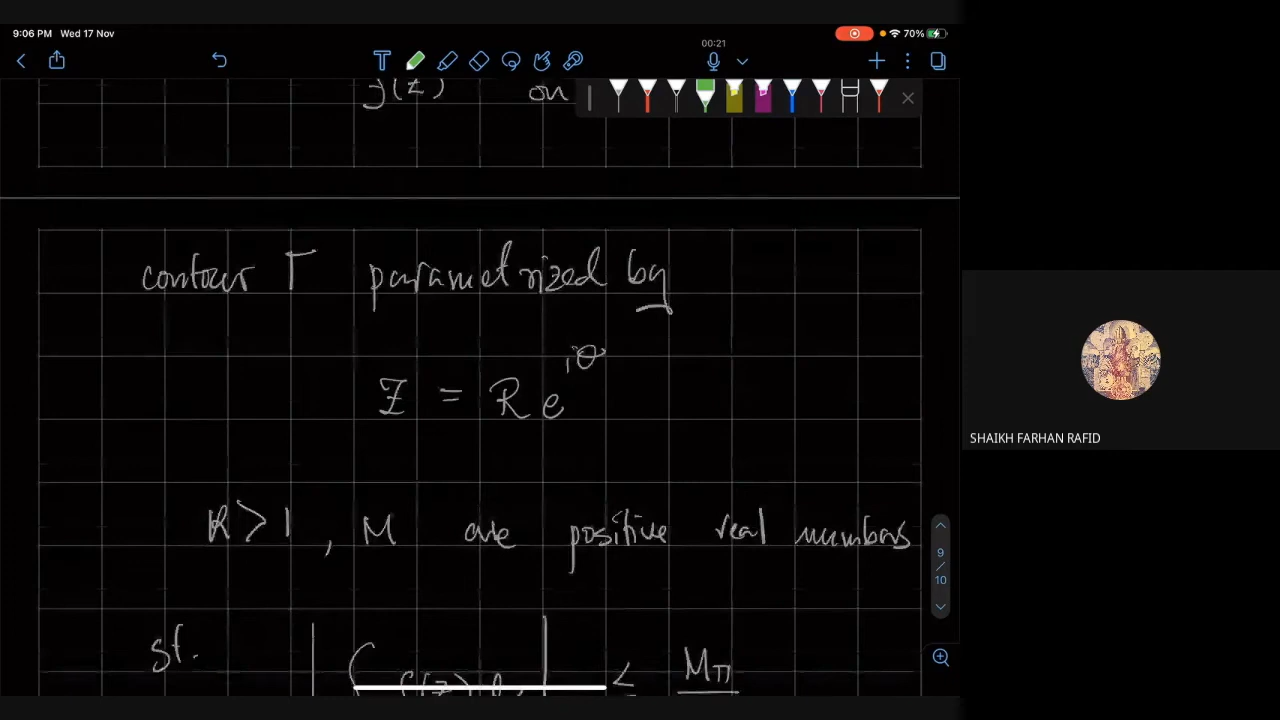 9:06 PM Wed 17 Nov
70%
00:21
T
f(z) on
contour Γ parametrized by
Z = R e^{iθ}
R > 1, M are positive real numbers
st. | ∫ f(z) | ≤ Mπ
9
/
10
SHAIKH FARHAN RAFID